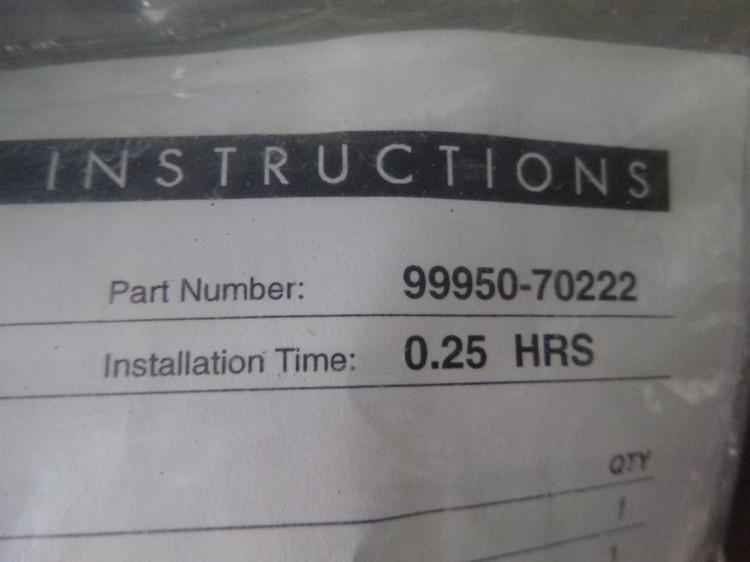 INSTRUCTIONS
Part Number: 99950-70222
Installation Time: 0.25 HRS
QTY
1
1